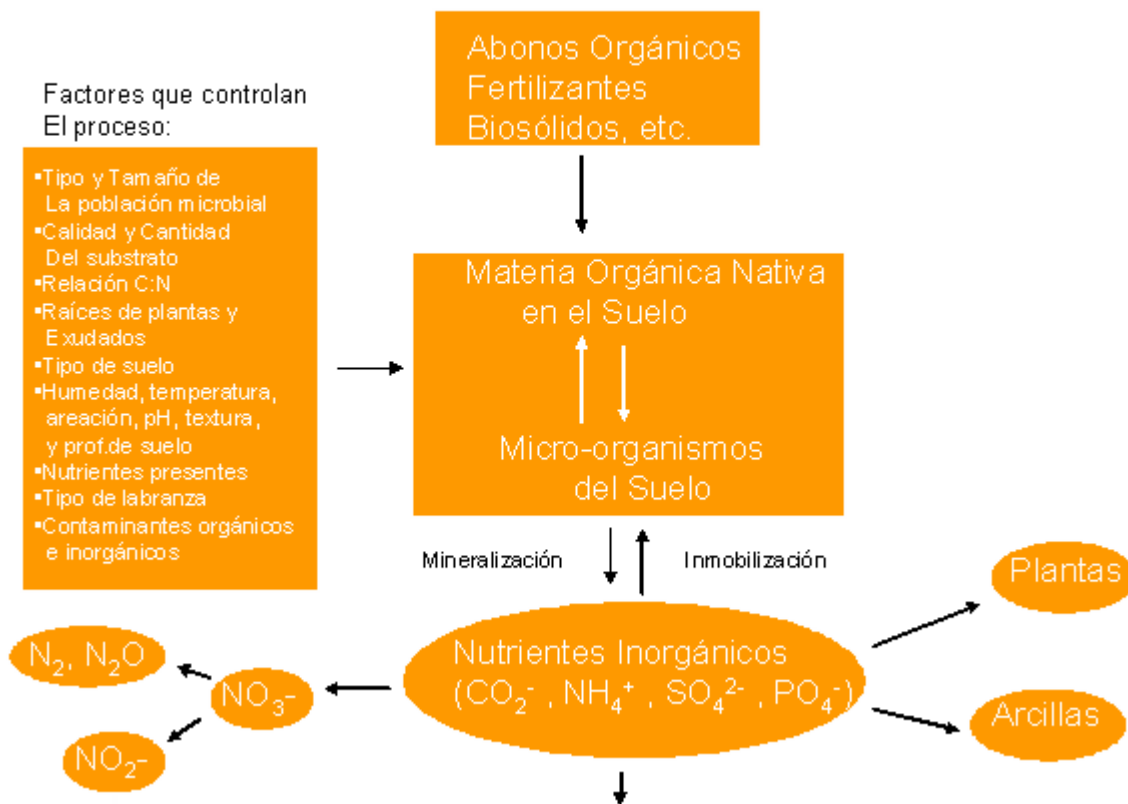 Abonos Orgánicos
Fertilizantes
Biosólidos, etc.
Factores que controlan
El proceso:
▪Tipo y Tamaño de
La población microbial
▪Calidad y Cantidad
Del substrato
▪Relación C:N
▪Raíces de plantas y
Exudados
▪Tipo de suelo
▪Humedad, temperatura,
areación, pH, textura,
y prof.de suelo
▪Nutrientes presentes
▪Tipo de labranza
▪Contaminantes orgánicos
e inorgánicos
Materia Orgánica Nativa
en el Suelo
Micro-organismos
del Suelo
Mineralización
Inmobilización
Plantas
Nutrientes Inorgánicos
(CO₂⁻ , NH₄⁺ , SO₄²⁻ , PO₄⁻)
N₂, N₂O
NO₃–
NO₂–
Arcillas